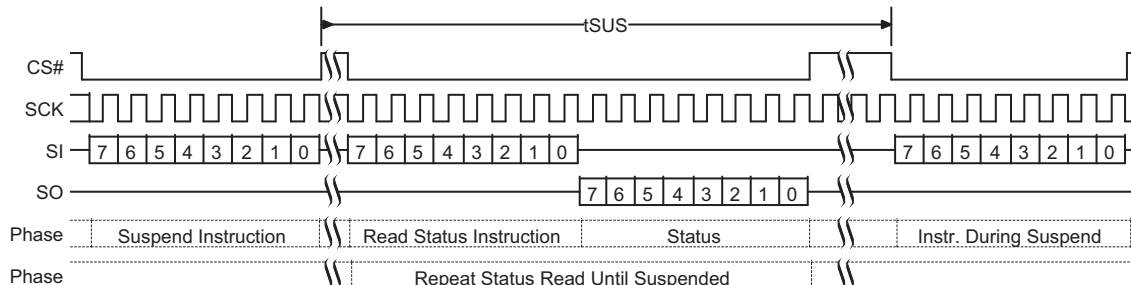 tSUS
CS#
SCK
SI 7 6 5 4 3 2 1 0 7 6 5 4 3 2 1 0 7 6 5 4 3 2 1 0
SO 7 6 5 4 3 2 1 0
Phase Suspend Instruction Read Status Instruction Status Instr. During Suspend
Phase Repeat Status Read Until Suspended